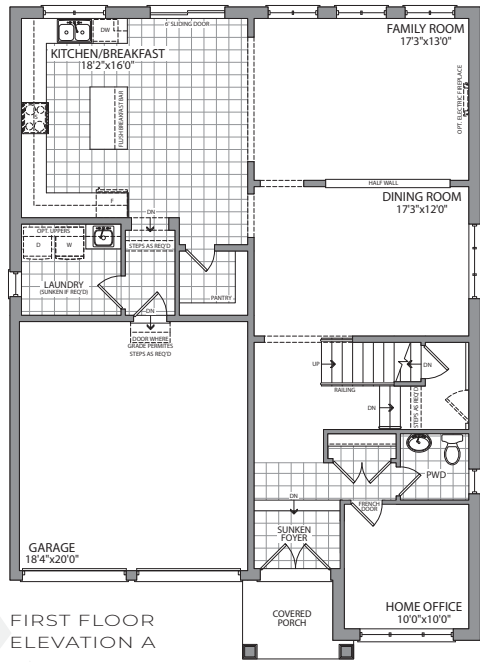 6' SLIDING DOOR
DW
KITCHEN/BREAKFAST
18'2"x16'0"
FLUSH BREAKFAST BAR
F
FAMILY ROOM
17'3"x13'0"
OPT. ELECTRIC FIREPLACE
HALF WALL
DINING ROOM
17'3"x12'0"
DN
OPT. UPPERS
D
W
STEPS AS REQ'D
LAUNDRY
(SUNKEN IF REQ'D)
PANTRY
DN
DOOR WHERE
GRADE PERMITES
STEPS AS REQ'D
UP
DN
RAILING
DN
STEPS AS REQ'D
PWD
DN
FRENCH
DOOR
SUNKEN
FOYER
GARAGE
18'4"x20'0"
COVERED
PORCH
HOME OFFICE
10'0"x10'0"
FIRST FLOOR
ELEVATION A